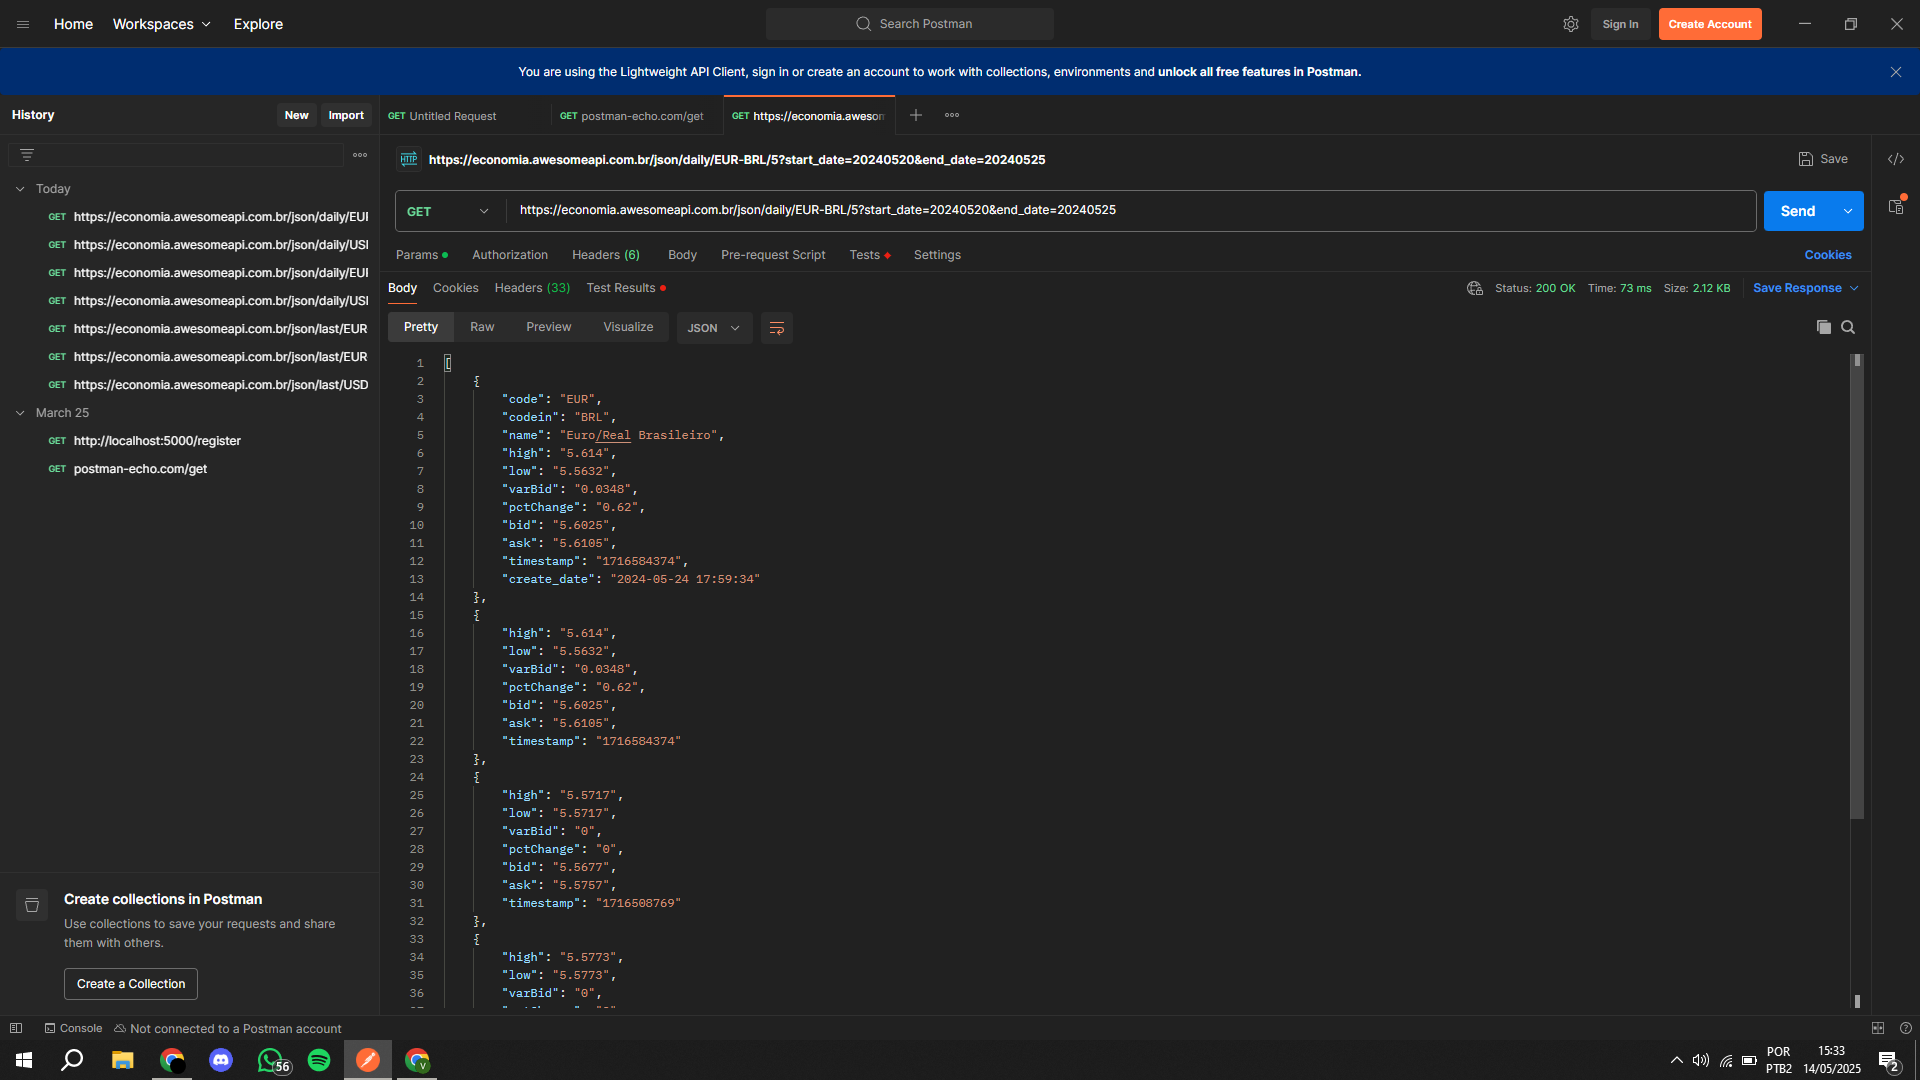 Home Workspaces Explore
Search Postman
Sign In Create Account
You are using the Lightweight API Client, sign in or create an account to work with collections, environments and unlock all free features in Postman.
History New Import
GET Untitled Request GET postman-echo.com/get GET https://economia.awesom
Today
GET https://economia.awesomeapi.com.br/json/daily/EUI
GET https://economia.awesomeapi.com.br/json/daily/USI
GET https://economia.awesomeapi.com.br/json/daily/EUI
GET https://economia.awesomeapi.com.br/json/daily/USI
GET https://economia.awesomeapi.com.br/json/last/EUR
GET https://economia.awesomeapi.com.br/json/last/EUR
GET https://economia.awesomeapi.com.br/json/last/USD
March 25
GET http://localhost:5000/register
GET postman-echo.com/get
Create collections in Postman
Use collections to save your requests and share
them with others.
Create a Collection
HTTP https://economia.awesomeapi.com.br/json/daily/EUR-BRL/5?start_date=20240520&end_date=20240525 Save
GET https://economia.awesomeapi.com.br/json/daily/EUR-BRL/5?start_date=20240520&end_date=20240525 Send
Params Authorization Headers (6) Body Pre-request Script Tests Settings Cookies
Body Cookies Headers (33) Test Results Status: 200 OK Time: 73 ms Size: 2.12 KB Save Response
Pretty Raw Preview Visualize JSON
1 [
2 {
3 "code": "EUR",
4 "codein": "BRL",
5 "name": "Euro/Real Brasileiro",
6 "high": "5.614",
7 "low": "5.5632",
8 "varBid": "0.0348",
9 "pctChange": "0.62",
10 "bid": "5.6025",
11 "ask": "5.6105",
12 "timestamp": "1716584374",
13 "create_date": "2024-05-24 17:59:34"
14 },
15 {
16 "high": "5.614",
17 "low": "5.5632",
18 "varBid": "0.0348",
19 "pctChange": "0.62",
20 "bid": "5.6025",
21 "ask": "5.6105",
22 "timestamp": "1716584374"
23 },
24 {
25 "high": "5.5717",
26 "low": "5.5717",
27 "varBid": "0",
28 "pctChange": "0",
29 "bid": "5.5677",
30 "ask": "5.5757",
31 "timestamp": "1716508769"
32 },
33 {
34 "high": "5.5773",
35 "low": "5.5773",
36 "varBid": "0",
Console Not connected to a Postman account
56
POR
PTB2
15:33
14/05/2025
2